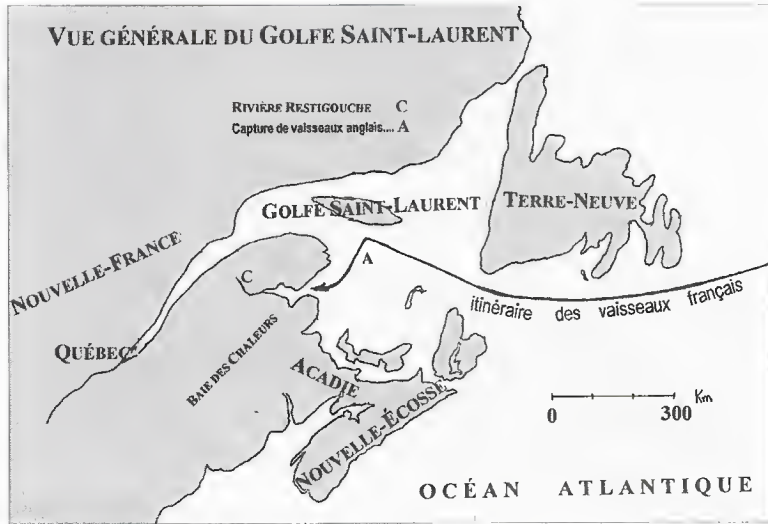 VUE GÉNÉRALE DU GOLFE SAINT-LAURENT
RIVIÈRE RESTIGOUCHE C
Capture de vaisseaux anglais.... A
GOLFE SAINT-LAURENT
TERRE-NEUVE
NOUVELLE-FRANCE
A
C
itinéraire des vaisseaux français
QUÉBEC
BAIE DES CHALEURS
ACADIE
NOUVELLE-ÉCOSSE
0 300 Km
OCÉAN ATLANTIQUE